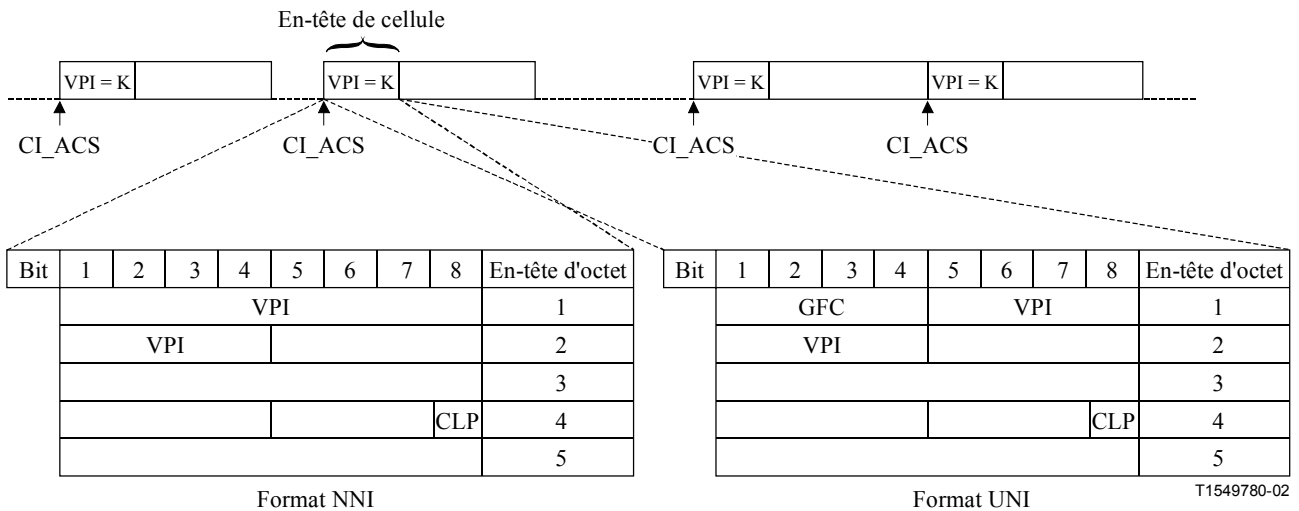 En-tête de cellule
VPI = K VPI = K VPI = K VPI = K
CI_ACS CI_ACS CI_ACS CI_ACS
Bit 1 2 3 4 5 6 7 8 En-tête d'octet
VPI 1
VPI 2
3
CLP 4
5
Format NNI
Bit 1 2 3 4 5 6 7 8 En-tête d'octet
GFC VPI 1
VPI 2
3
CLP 4
5
Format UNI
T1549780-02